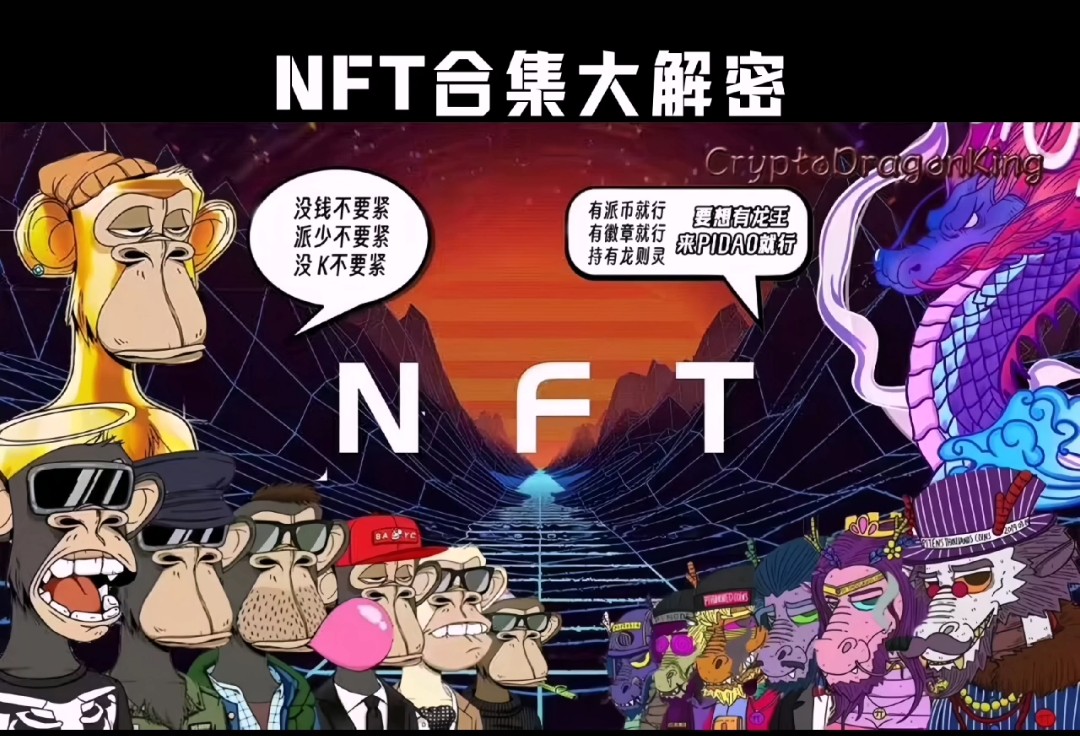 NFT合集大解密
CryptoDragonKing
没钱不要紧
派少不要紧
没K不要紧
有派币就行
有徽章就行
持有龙则灵
要想有龙王
来PIDAO就行
N F T
BAYC